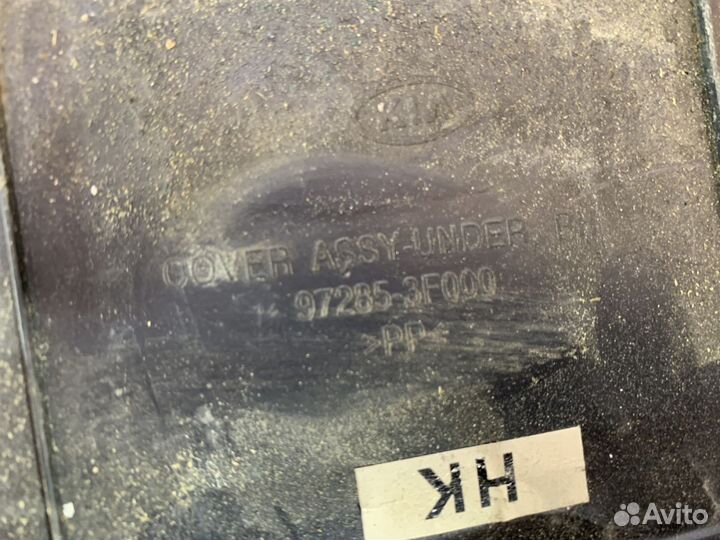 KIA
COVER ASSY-UNDER
97285-3F000
>PP<
HK
Avito